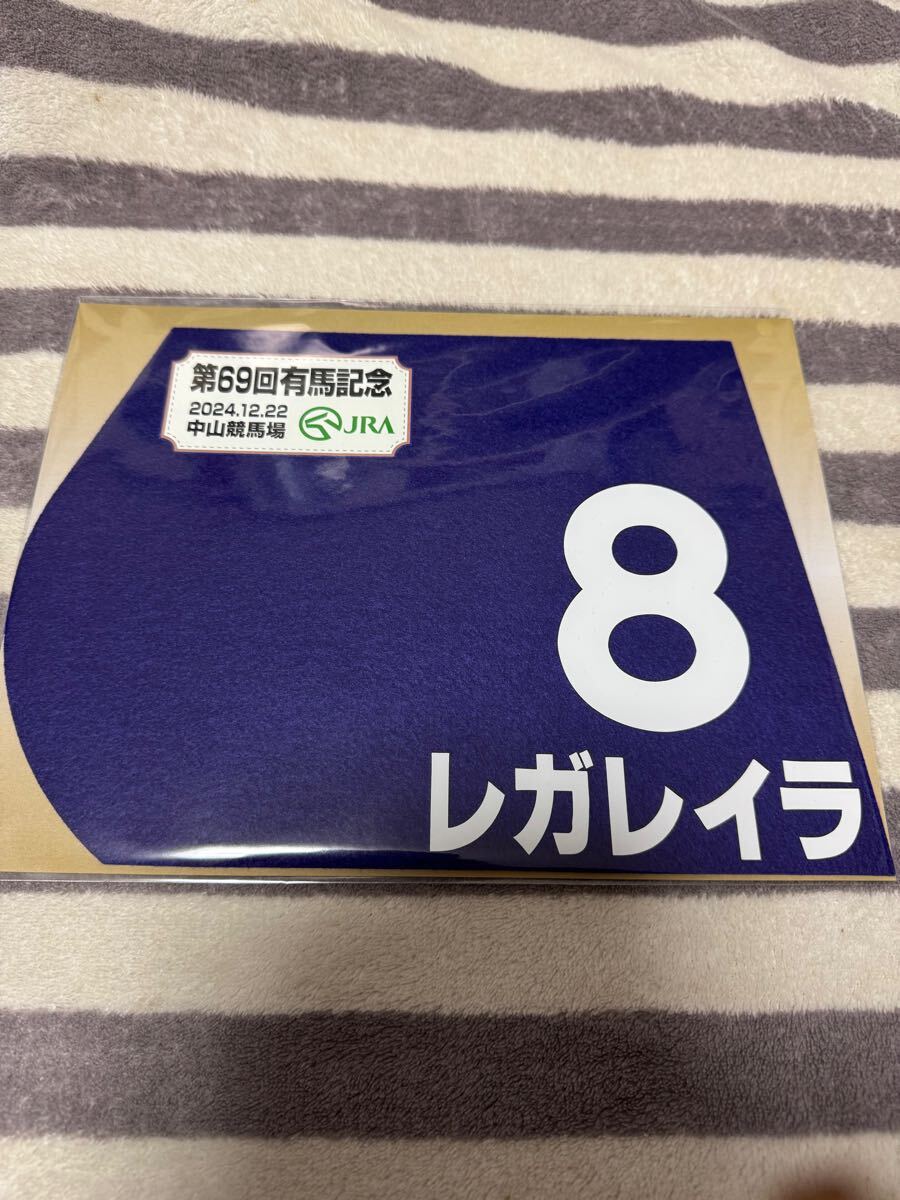 第69回有馬記念
2024.12.22
中山競馬場 JRA
8
レガレイラ